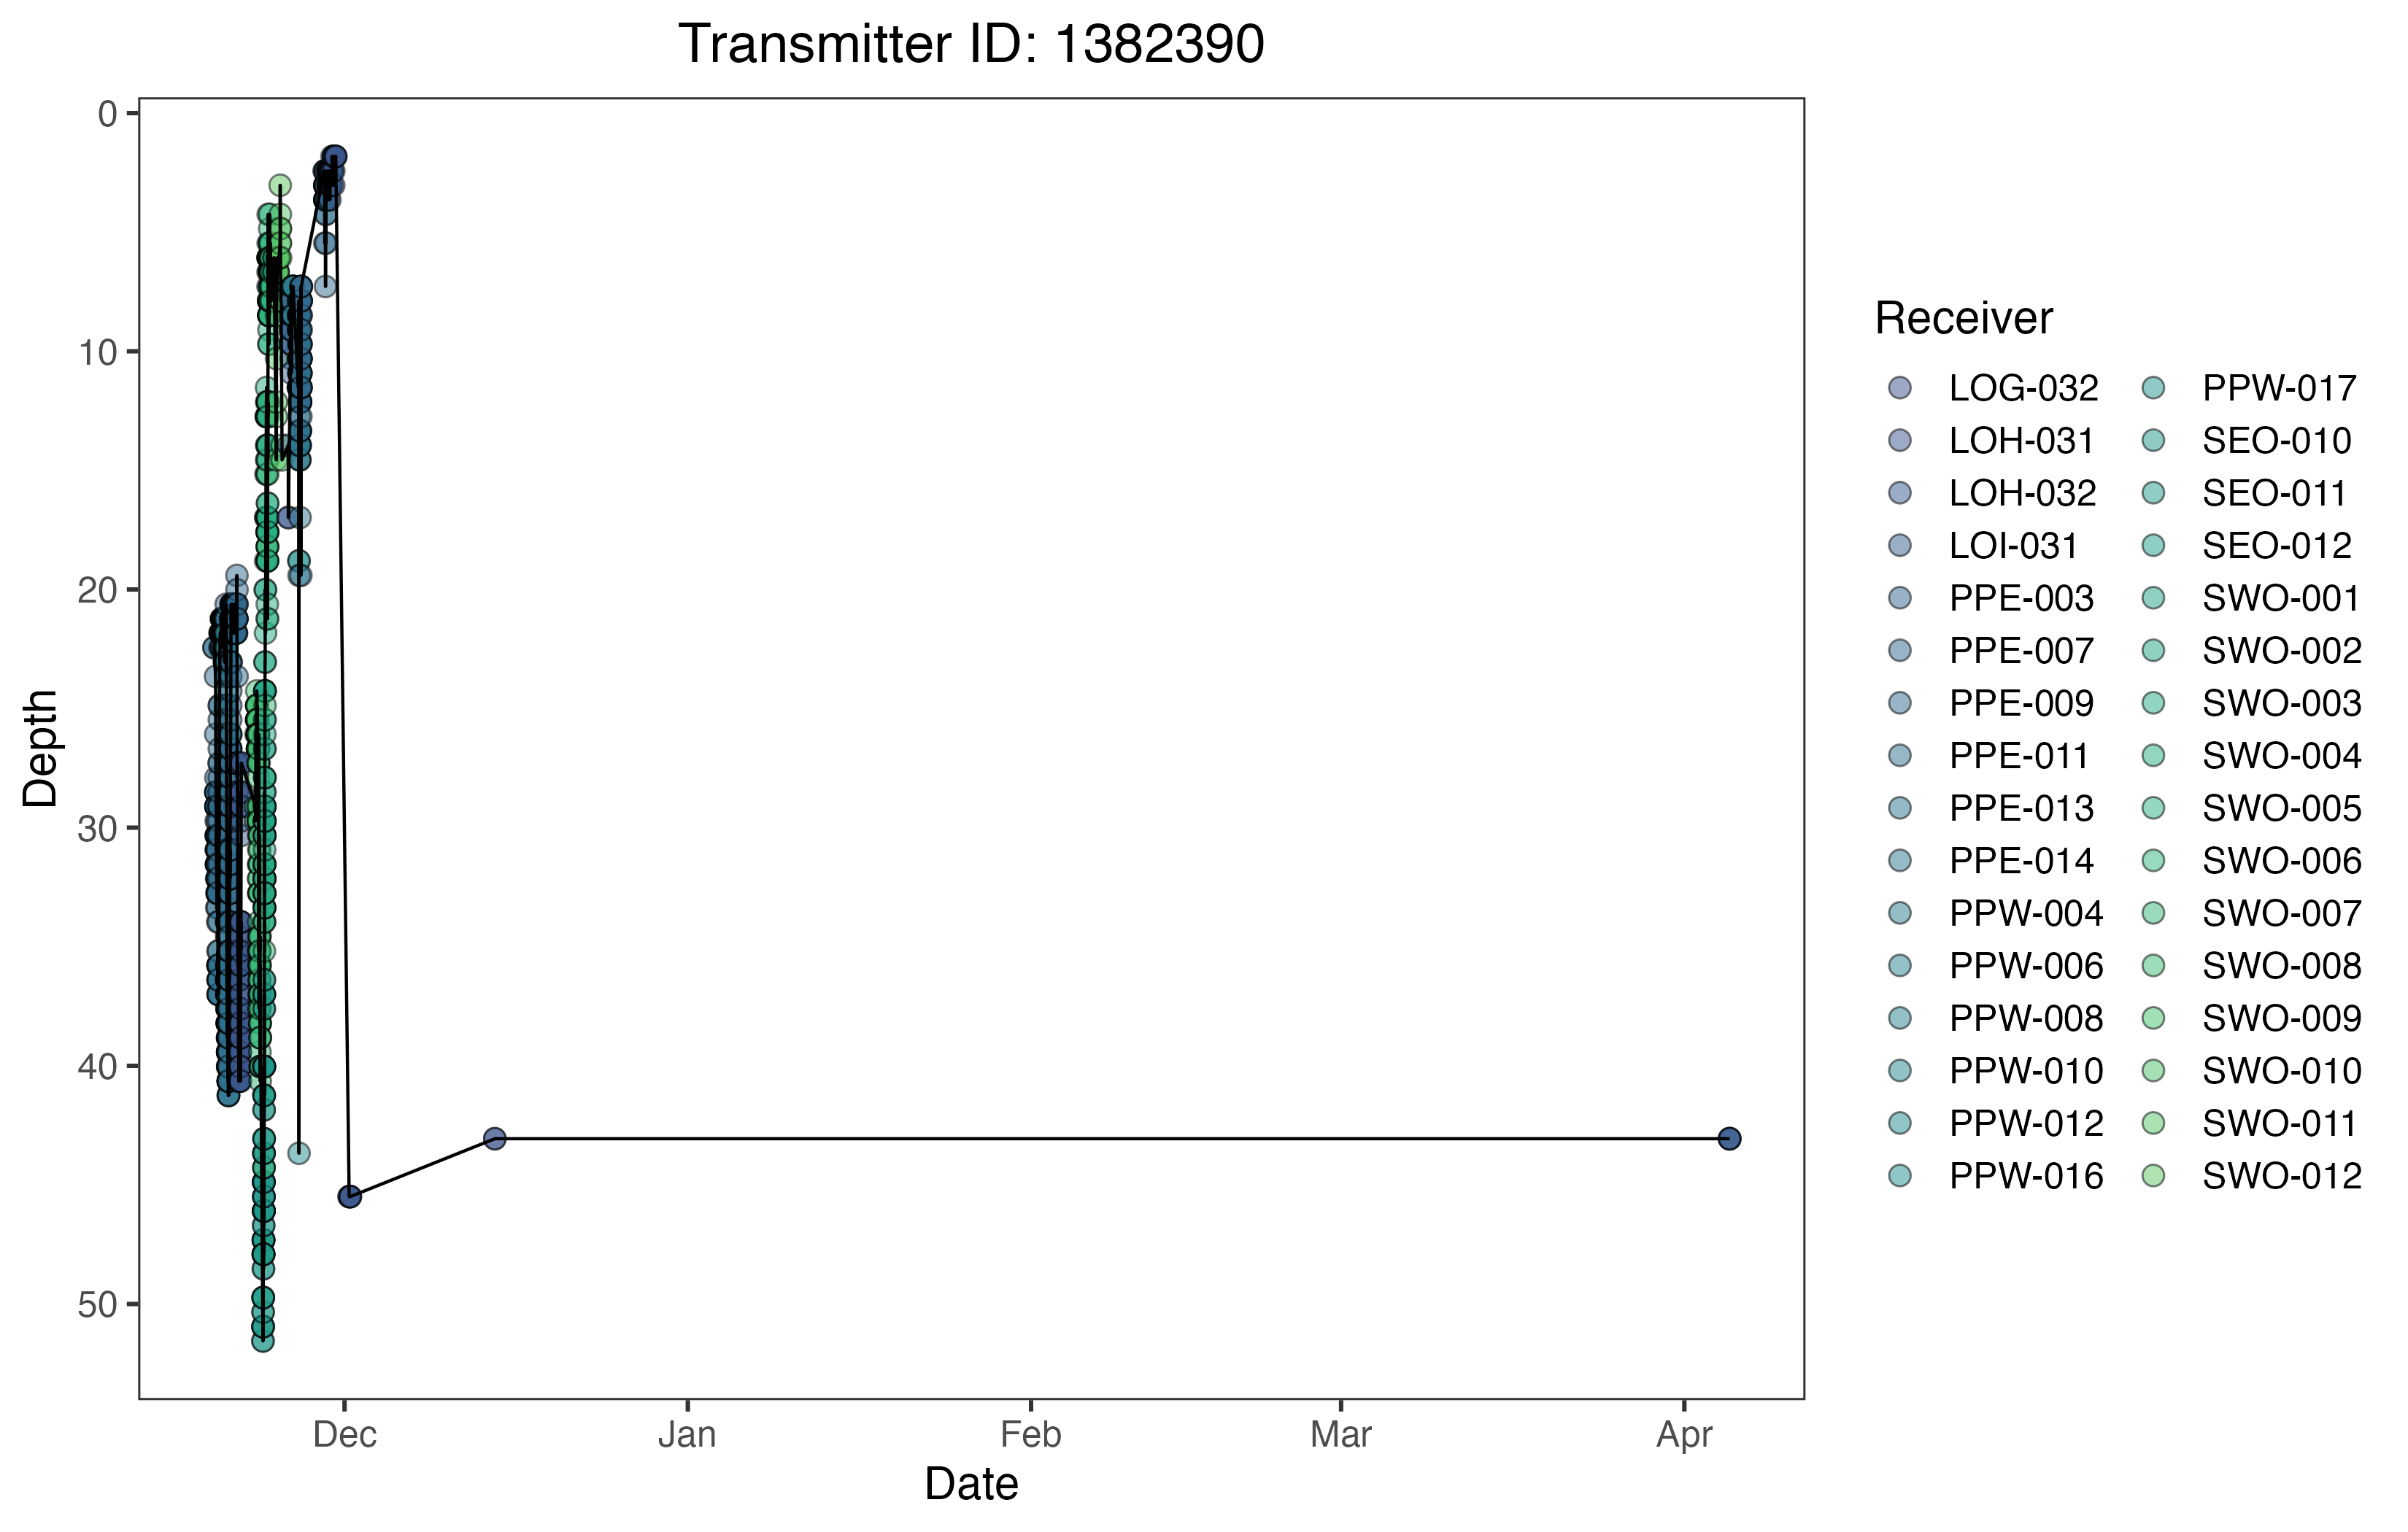 Transmitter ID: 1382390
0
10
20
30
40
50
Depth
Dec Jan Feb Mar Apr
Date
Receiver
LOG-032 PPW-017
LOH-031 SEO-010
LOH-032 SEO-011
LOI-031 SEO-012
PPE-003 SWO-001
PPE-007 SWO-002
PPE-009 SWO-003
PPE-011 SWO-004
PPE-013 SWO-005
PPE-014 SWO-006
PPW-004 SWO-007
PPW-006 SWO-008
PPW-008 SWO-009
PPW-010 SWO-010
PPW-012 SWO-011
PPW-016 SWO-012